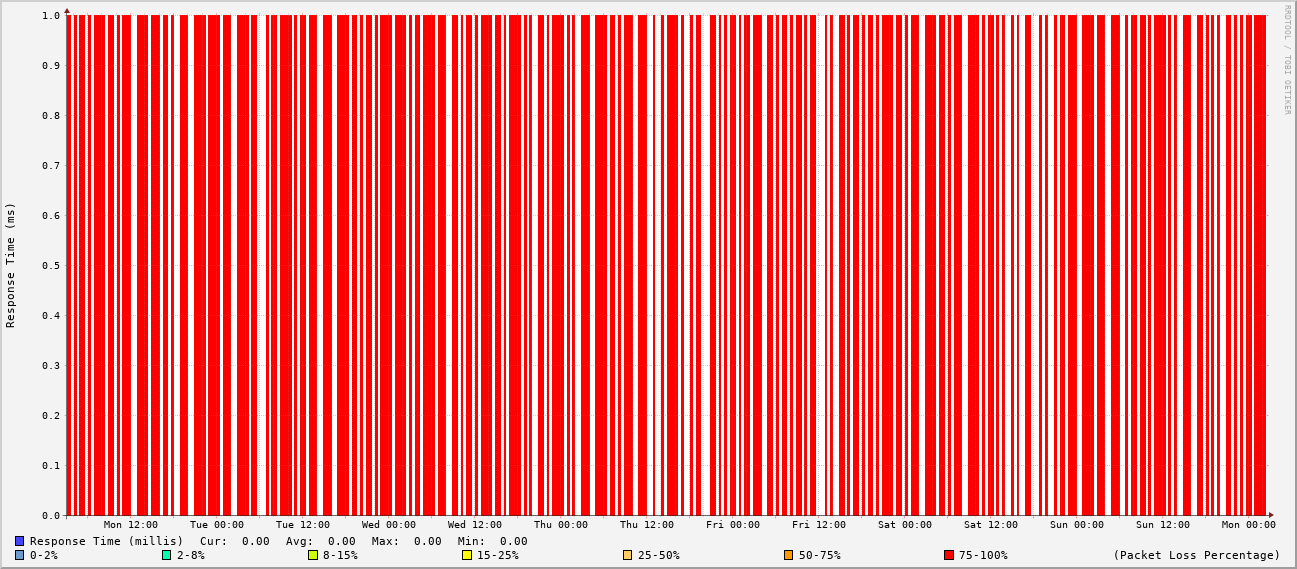 RRDTOOL / TOBI OETIKER
Response Time (ms)
1.0
0.9
0.8
0.7
0.6
0.5
0.4
0.3
0.2
0.1
0.0
Mon 12:00 Tue 00:00 Tue 12:00 Wed 00:00 Wed 12:00 Thu 00:00 Thu 12:00 Fri 00:00 Fri 12:00 Sat 00:00 Sat 12:00 Sun 00:00 Sun 12:00 Mon 00:00
Response Time (millis) Cur: 0.00 Avg: 0.00 Max: 0.00 Min: 0.00
0-2% 2-8% 8-15% 15-25% 25-50% 50-75% 75-100% (Packet Loss Percentage)